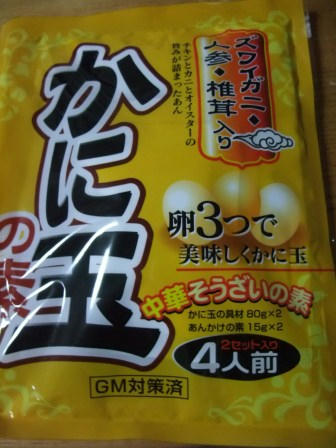 ズワイガニ・
人参・椎茸入り
チキンとカニとオイスターの
旨みが詰まったあん
かに玉
の素
卵3つで
美味しくかに玉
中華そうざいの素
かに玉の具材 80g×2
あんかけの素 15g×2
2セット入り
4人前
GM対策済